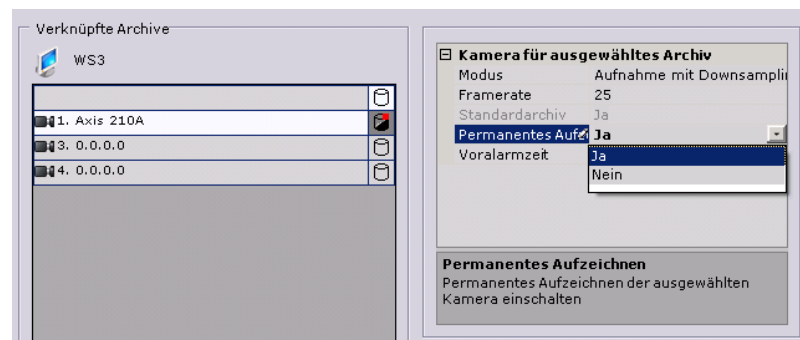 Verknüpfte Archive
WS3
1. Axis 210A
3. 0.0.0.0
4. 0.0.0.0
Kamera für ausgewähltes Archiv
Modus Aufnahme mit Downsamplin
Framerate 25
Standardarchiv Ja
Permanentes Aufz Ja
Voralarmzeit
Ja
Nein
Permanentes Aufzeichnen
Permanentes Aufzeichnen der ausgewählten
Kamera einschalten